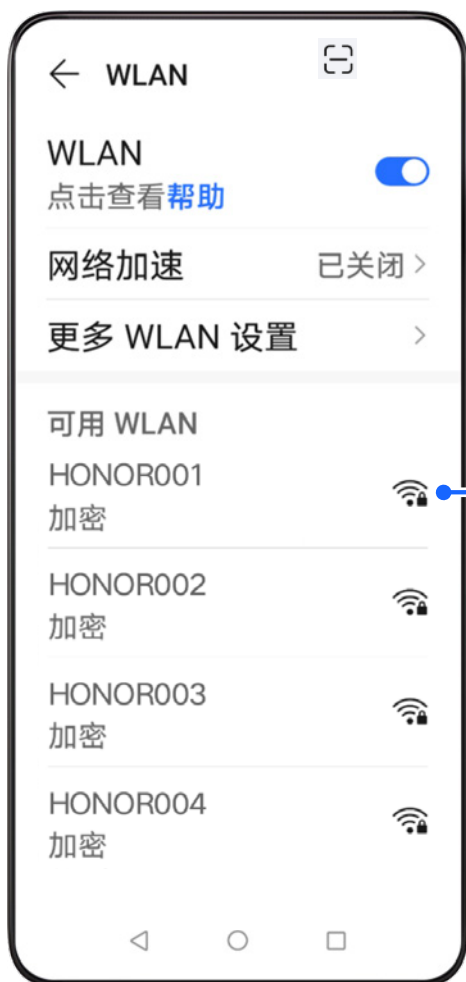 WLAN
WLAN
点击查看帮助
网络加速 已关闭
更多 WLAN 设置
可用 WLAN
HONOR001
加密
HONOR002
加密
HONOR003
加密
HONOR004
加密